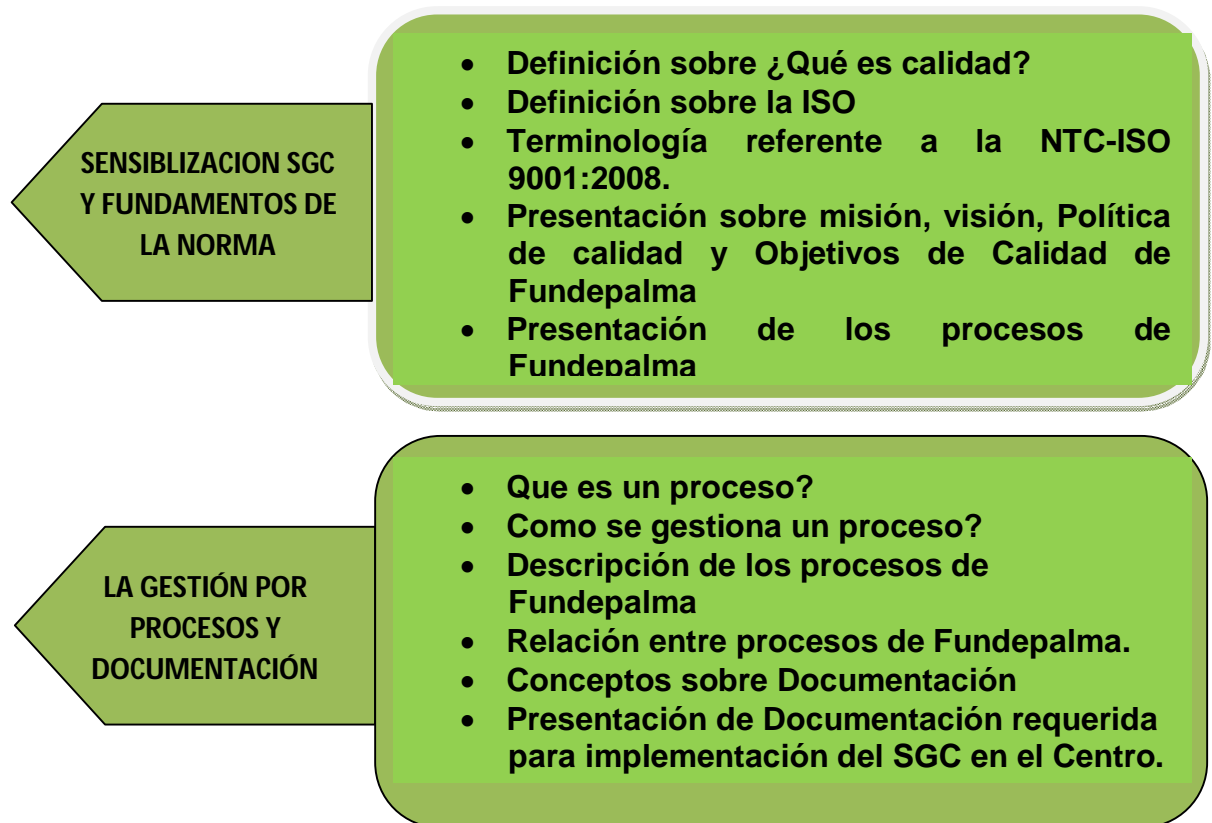 SENSIBLIZACION SGC
Y FUNDAMENTOS DE
LA NORMA
• Definición sobre ¿Qué es calidad?
• Definición sobre la ISO
• Terminología referente a la NTC-ISO
9001:2008.
• Presentación sobre misión, visión, Política
de calidad y Objetivos de Calidad de
Fundepalma
• Presentación de los procesos de
Fundepalma
LA GESTIÓN POR
PROCESOS Y
DOCUMENTACIÓN
• Que es un proceso?
• Como se gestiona un proceso?
• Descripción de los procesos de
Fundepalma
• Relación entre procesos de Fundepalma.
• Conceptos sobre Documentación
• Presentación de Documentación requerida
para implementación del SGC en el Centro.